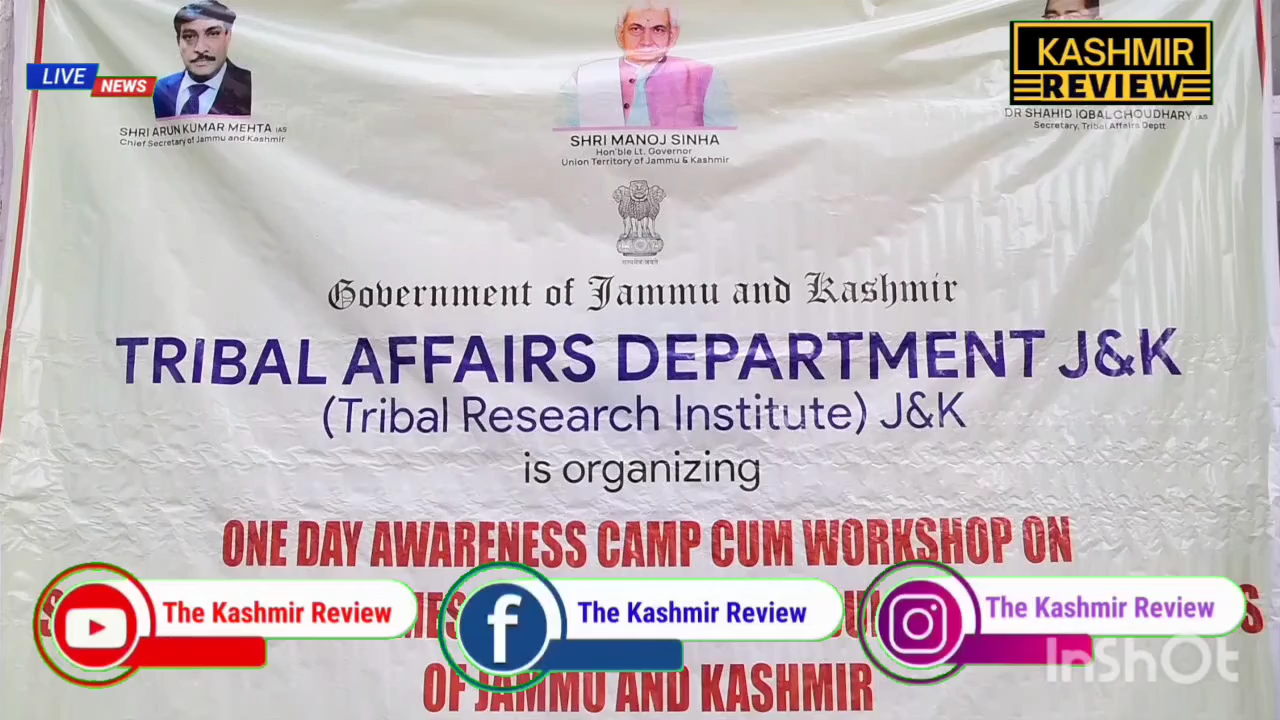 LIVE
NEWS
KASHMIR
REVIEW
SHRI ARUN KUMAR MEHTA IAS
Chief Secretary of Jammu and Kashmir
SHRI MANOJ SINHA
Hon'ble Lt. Governor
Union Territory of Jammu & Kashmir
DR SHAHID IQBAL CHOUDHARY IAS
Secretary, Tribal Affairs Deptt
सत्यमेव जयते
Government of Jammu and Kashmir
TRIBAL AFFAIRS DEPARTMENT J&K
(Tribal Research Institute) J&K
is organizing
ONE DAY AWARENESS CAMP CUM WORKSHOP ON
The Kashmir Review
The Kashmir Review
The Kashmir Review
OF JAMMU AND KASHMIR
InShOt